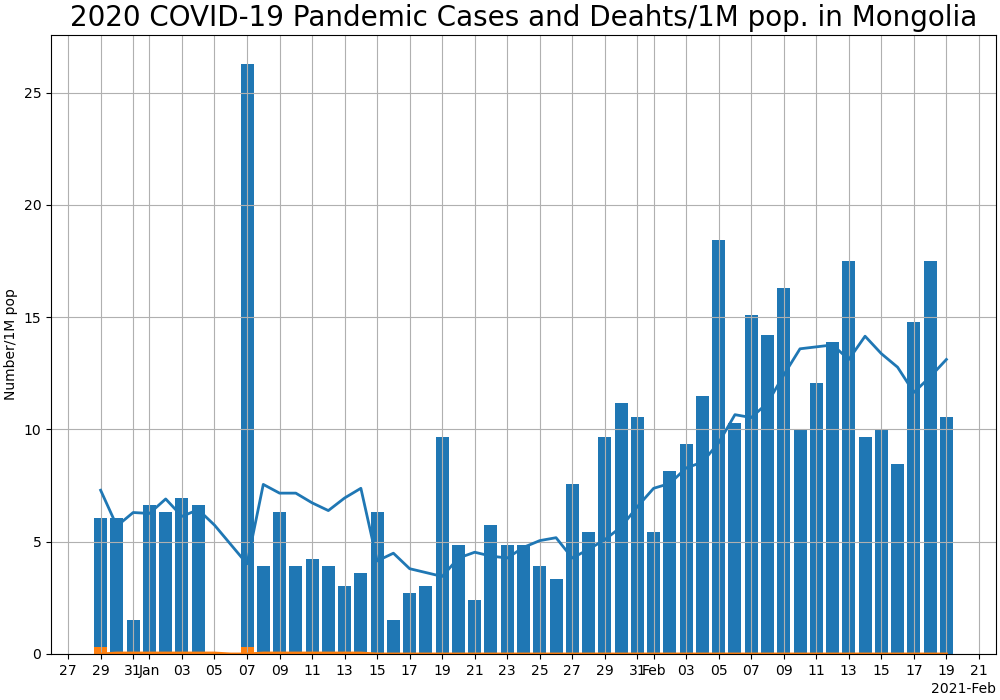 2020 COVID-19 Pandemic Cases and Deahts/1M pop. in Mongolia
25
20
15
10
5
0
Number/1M pop
27 29 31 Jan 03 05 07 09 11 13 15 17 19 21 23 25 27 29 31 Feb 03 05 07 09 11 13 15 17 19 21
2021-Feb